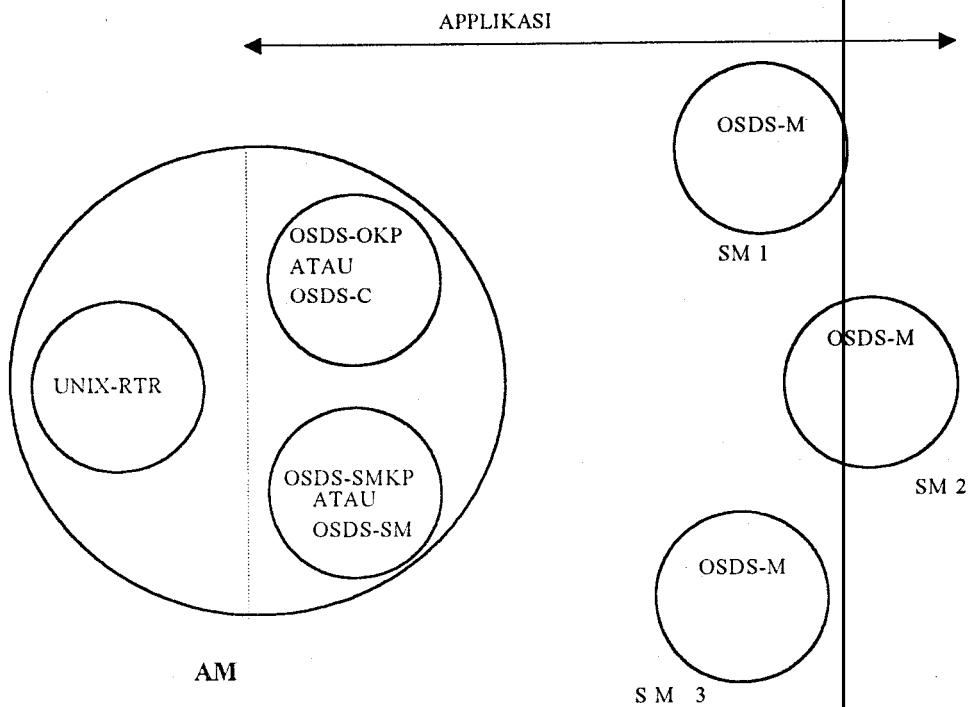 APPLIKASI
OSDS-M
SM 1
OSDS-OKP
ATAU
OSDS-C
UNIX-RTR
OSDS-M
SM 2
OSDS-SMKP
ATAU
OSDS-SM
OSDS-M
S M 3
AM